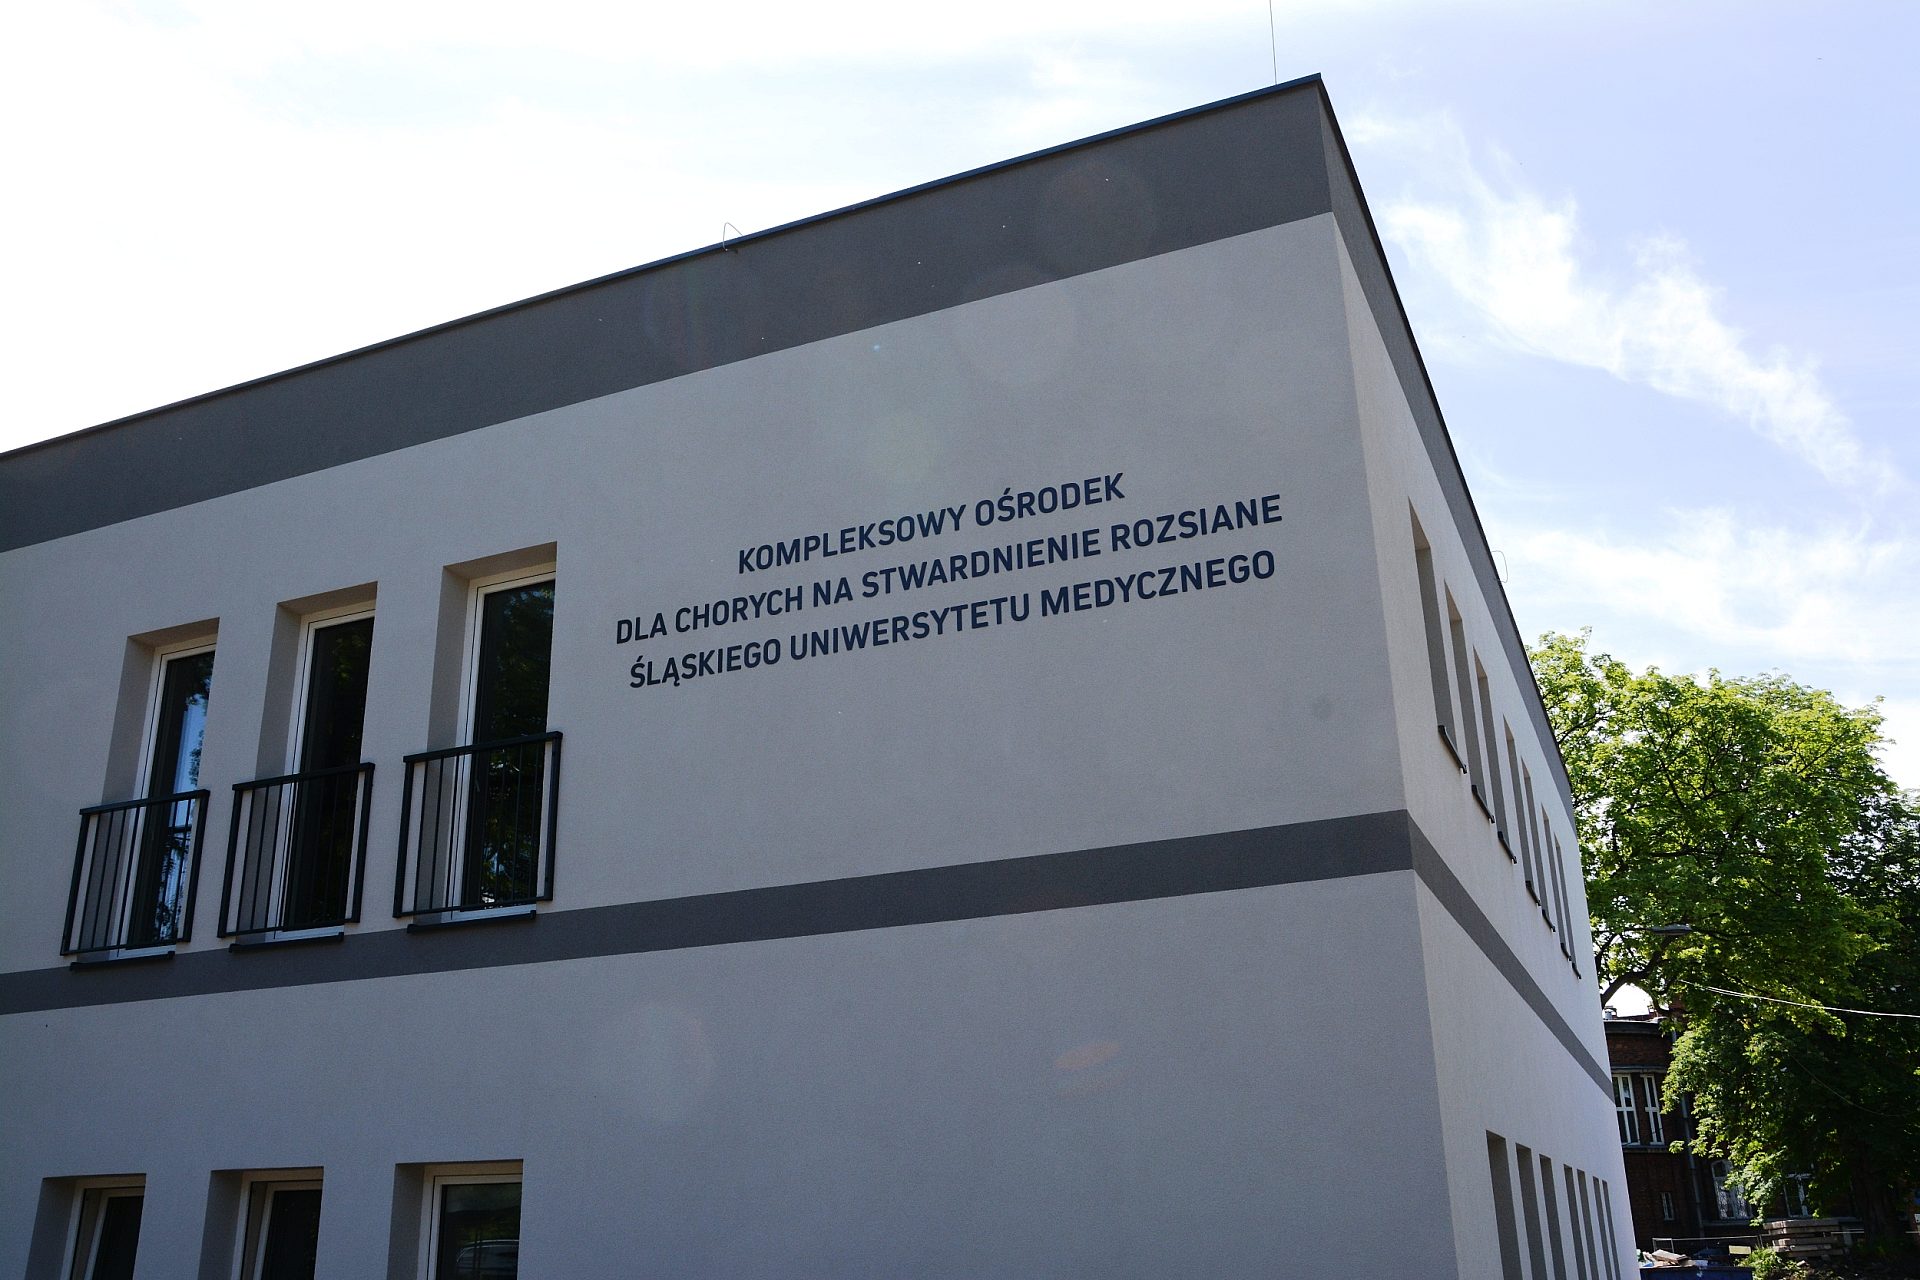 KOMPLEKSOWY OŚRODEK
DLA CHORYCH NA STWARDNIENIE ROZSIANE
ŚLĄSKIEGO UNIWERSYTETU MEDYCZNEGO